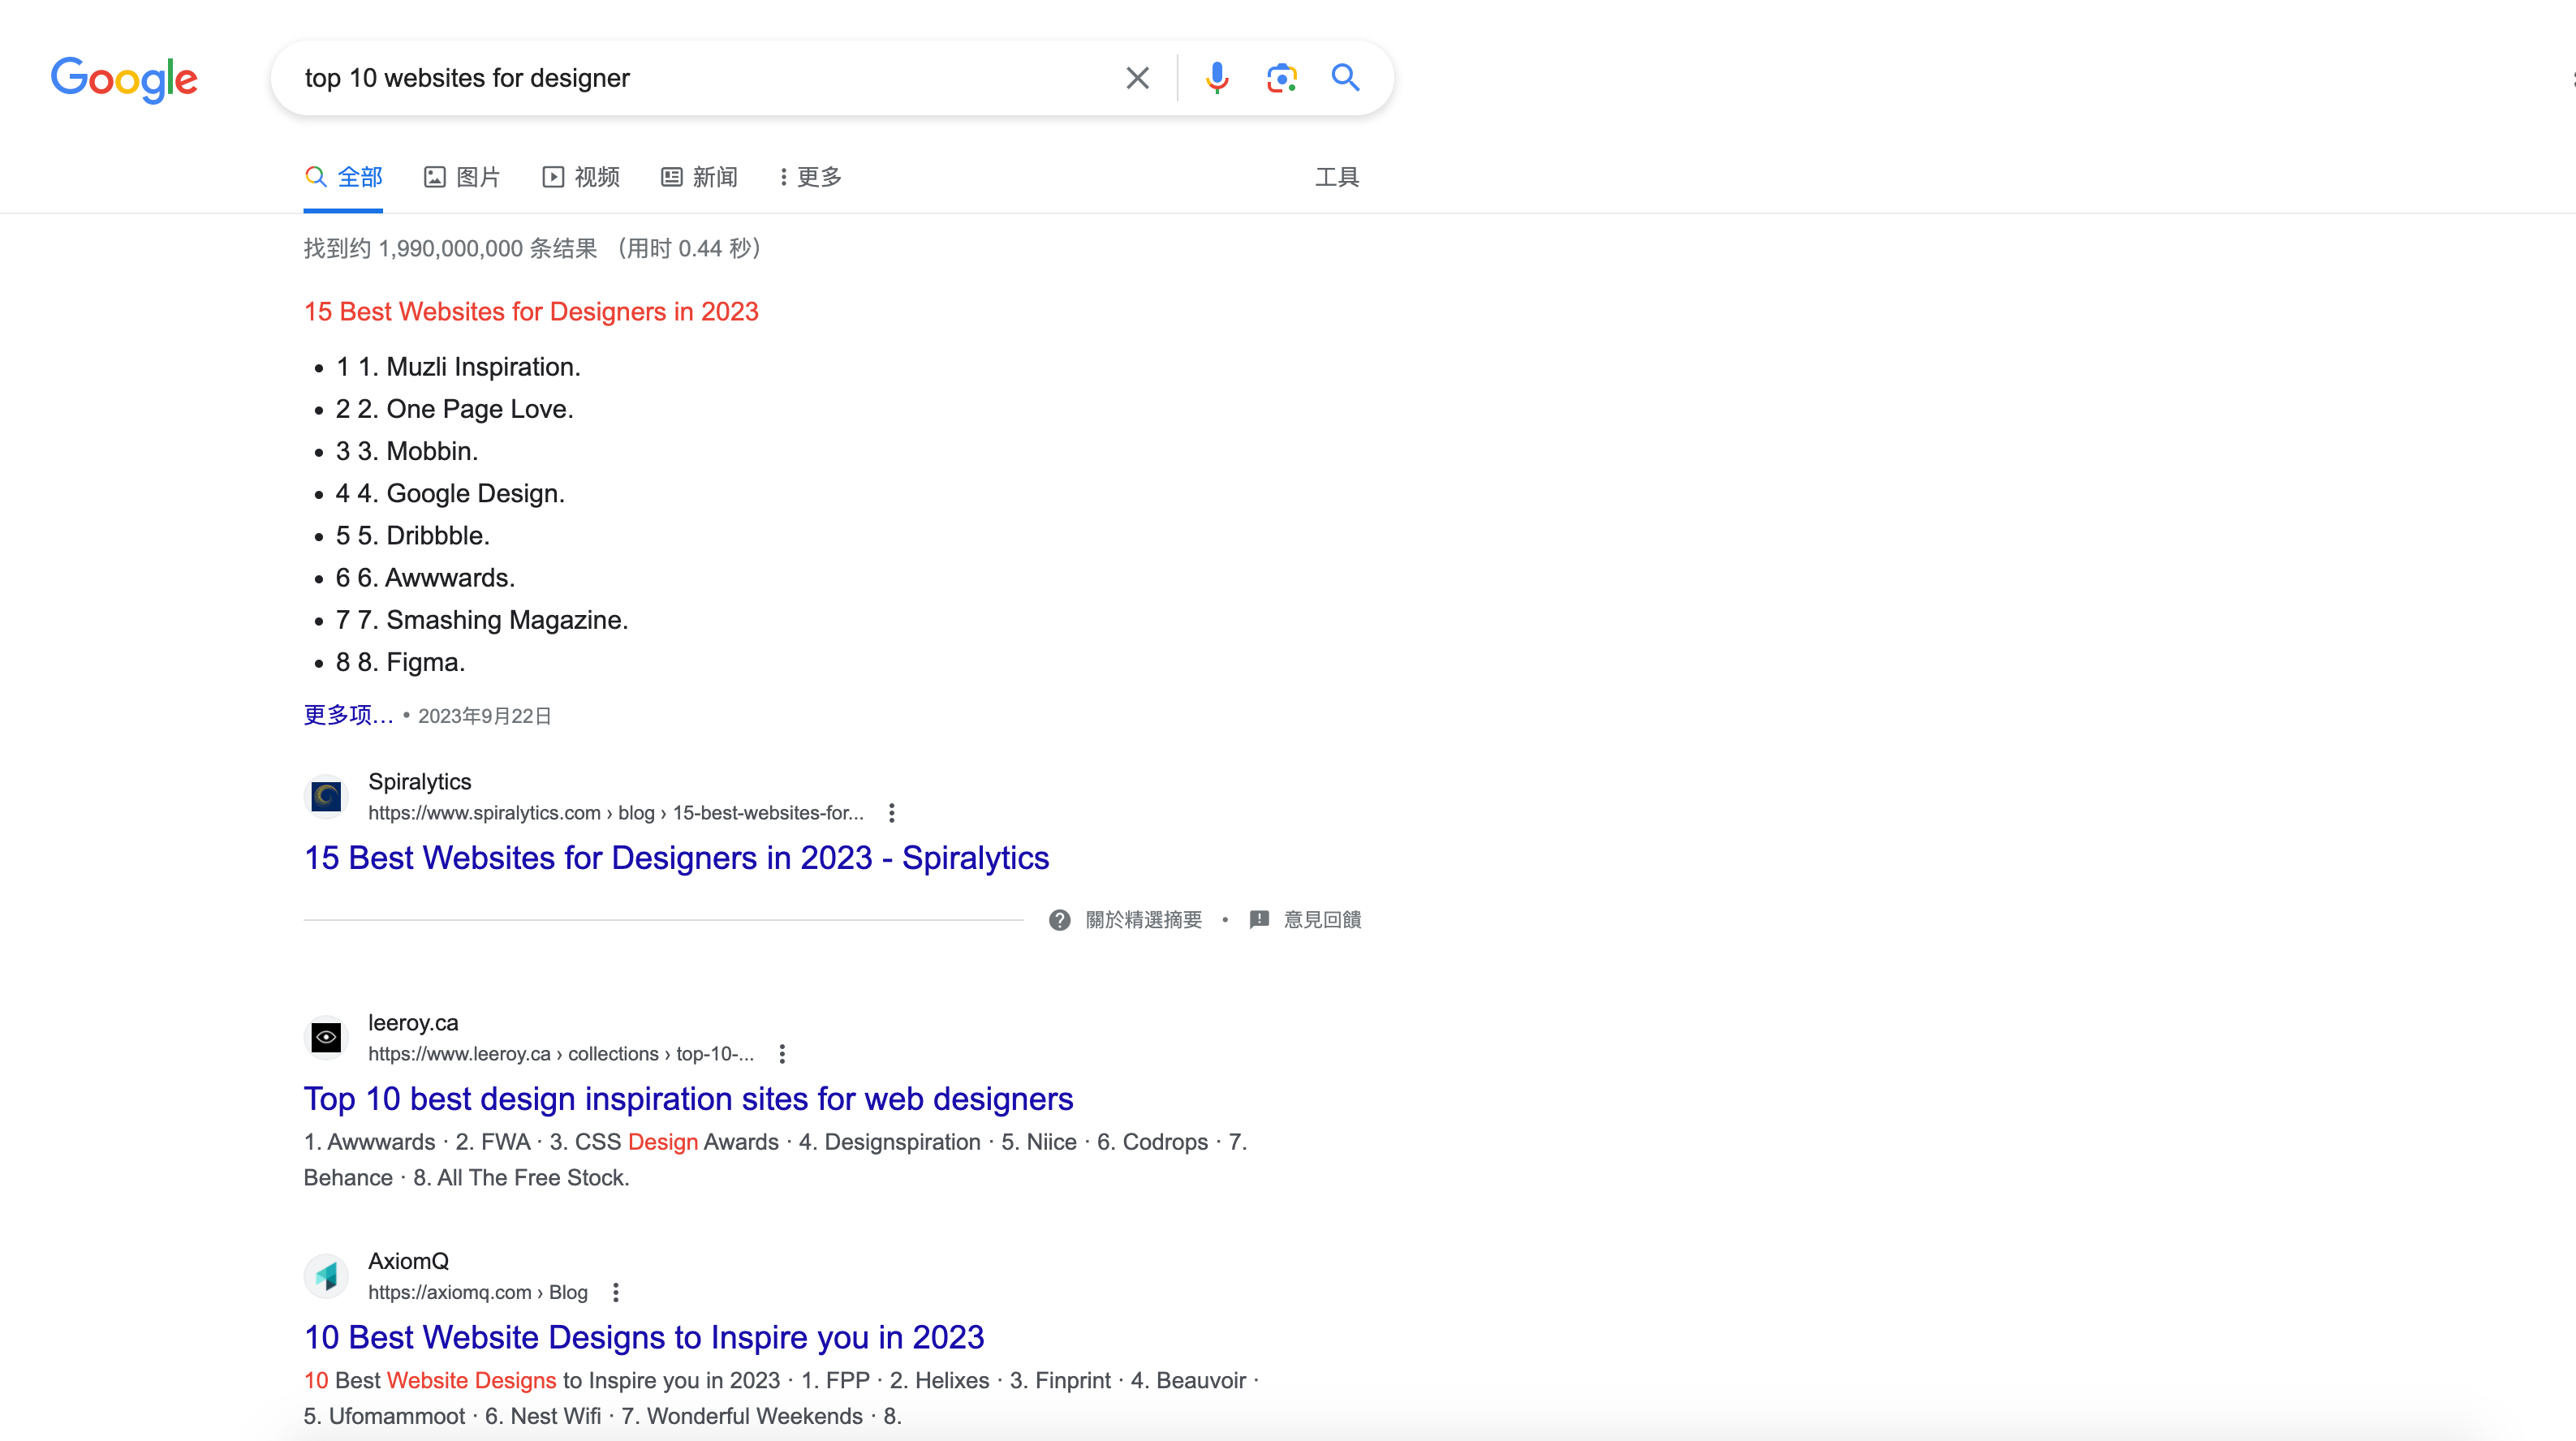 Google
top 10 websites for designer
全部 图片 视频 新闻 更多 工具
找到约 1,990,000,000 条结果 （用时 0.44 秒）
15 Best Websites for Designers in 2023
• 1 1. Muzli Inspiration.
• 2 2. One Page Love.
• 3 3. Mobbin.
• 4 4. Google Design.
• 5 5. Dribbble.
• 6 6. Awwwards.
• 7 7. Smashing Magazine.
• 8 8. Figma.
更多项… • 2023年9月22日
Spiralytics
https://www.spiralytics.com › blog › 15-best-websites-for...
15 Best Websites for Designers in 2023 - Spiralytics
關於精選摘要 • 意見回饋
leeroy.ca
https://www.leeroy.ca › collections › top-10-...
Top 10 best design inspiration sites for web designers
1. Awwwards · 2. FWA · 3. CSS Design Awards · 4. Designspiration · 5. Niice · 6. Codrops · 7.
Behance · 8. All The Free Stock.
AxiomQ
https://axiomq.com › Blog
10 Best Website Designs to Inspire you in 2023
10 Best Website Designs to Inspire you in 2023 · 1. FPP · 2. Helixes · 3. Finprint · 4. Beauvoir ·
5. Ufomammoot · 6. Nest Wifi · 7. Wonderful Weekends · 8.